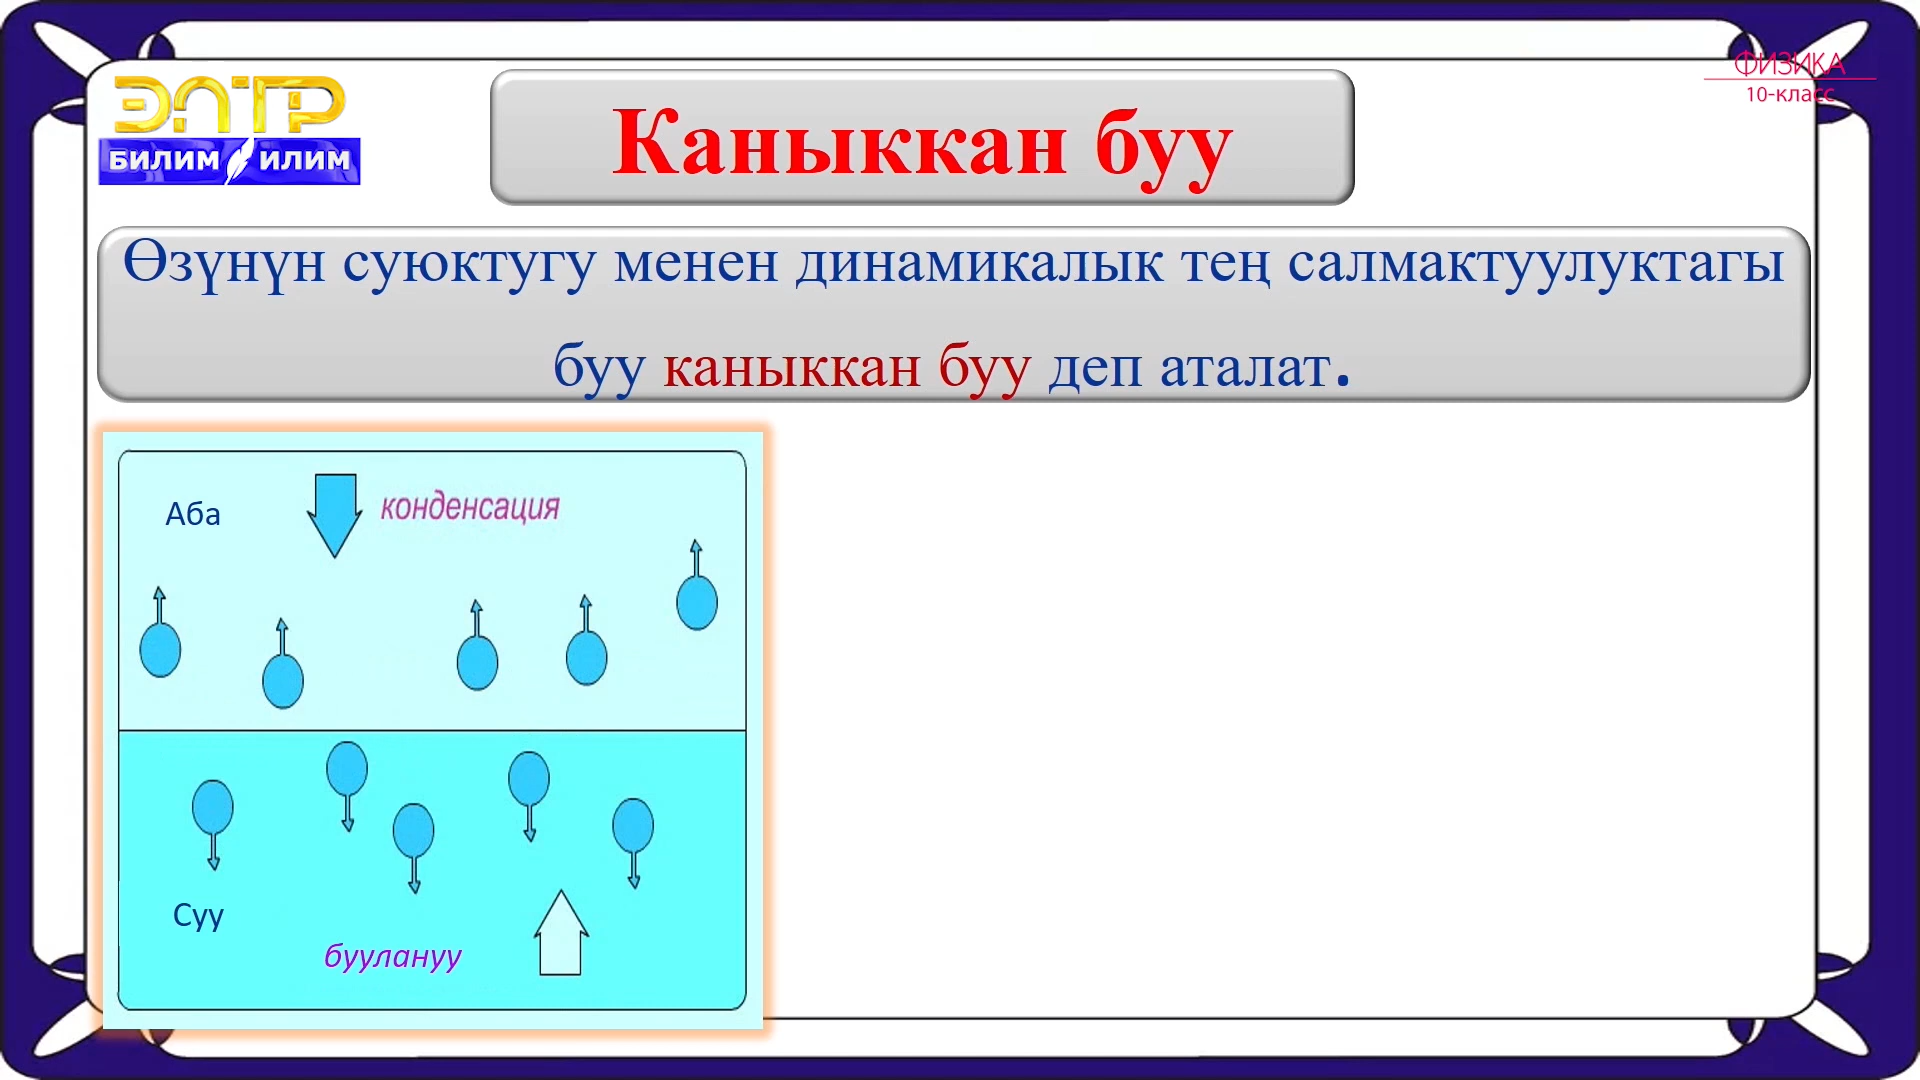 ЭЛТР
БИЛИМ ИЛИМ
ФИЗИКА
10-класс
Каныккан буу
Өзүнүн суюктугу менен динамикалык тең салмактуулуктагы
буу каныккан буу деп аталат.
Аба
конденсация
Суу
буулануу